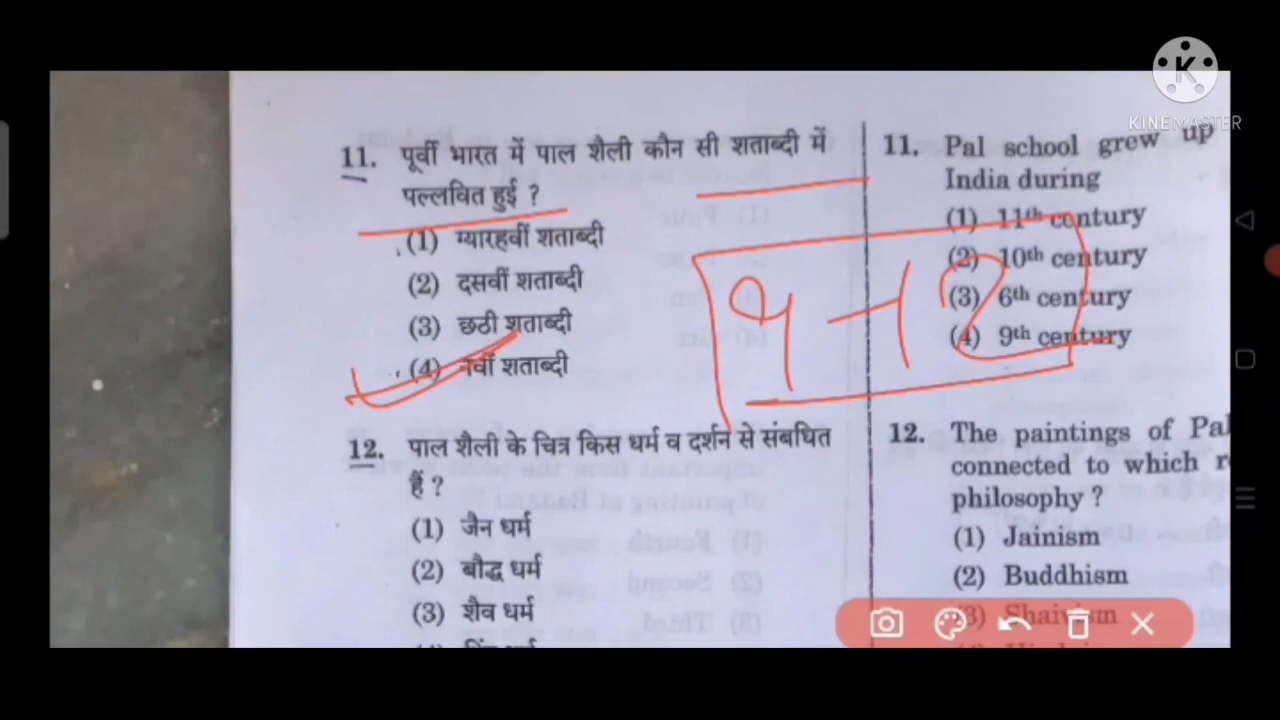 KINEMASTER
11. पूर्वी भारत में पाल शैली कौन सी शताब्दी में
पल्लवित हुई ?
(1) ग्यारहवीं शताब्दी
(2) दसवीं शताब्दी
(3) छठी शताब्दी
(4) नवीं शताब्दी
12. पाल शैली के चित्र किस धर्म व दर्शन से संबधित
हैं ?
(1) जैन धर्म
(2) बौद्ध धर्म
(3) शैव धर्म
11. Pal school grew up
India during
(1) 11th century
(2) 10th century
(3) 6th century
(4) 9th century
9-12
12. The paintings of Pal
connected to which r
philosophy ?
(1) Jainism
(2) Buddhism
(3) Shaivism